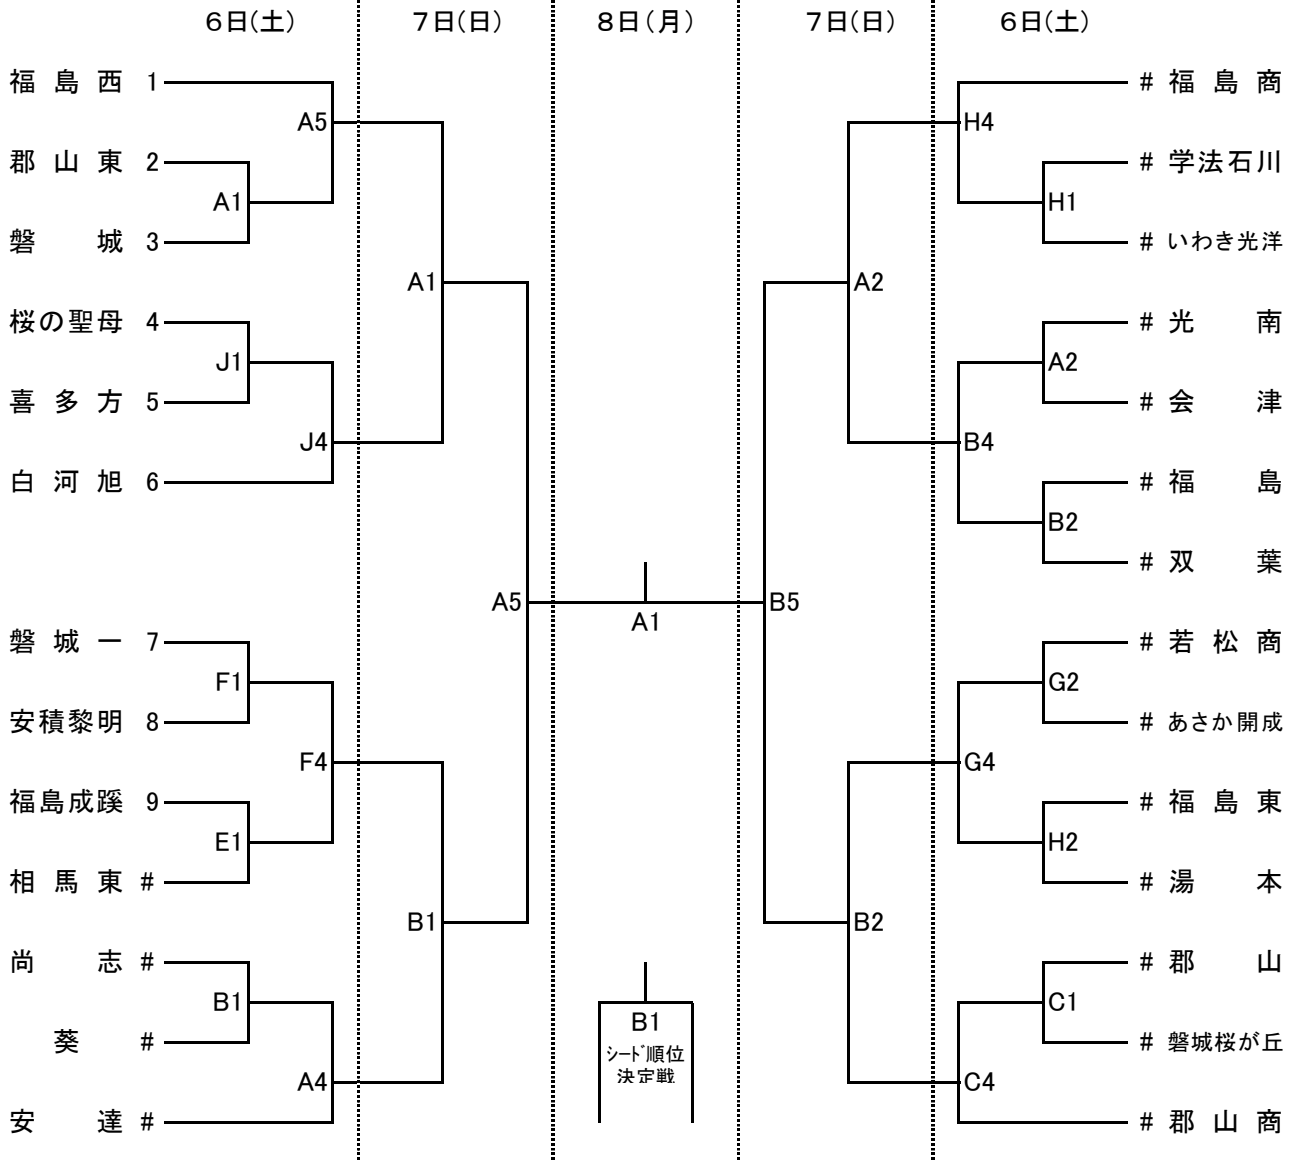 6日(土) 7日(日) 8日(月) 7日(日) 6日(土)
福島西 1 # 福島商
A5 H4
郡山東 2 # 学法石川
A1 H1
磐城 3 # いわき光洋
A1 A2
桜の聖母 4 # 光南
J1 A2
喜多方 5 # 会津
J4 B4
白河旭 6 # 福島
B2
# 双葉
A5 A1 B5
磐城一 7 # 若松商
F1 G2
安積黎明 8 # あさか開成
F4 G4
福島成蹊 9 # 福島東
E1 H2
相馬東 # # 湯本
B1 B2
尚志 # # 郡山
B1 C1
B1
葵 # # 磐城桜が丘
シード順位
決定戦
A4 C4
安達 # # 郡山商